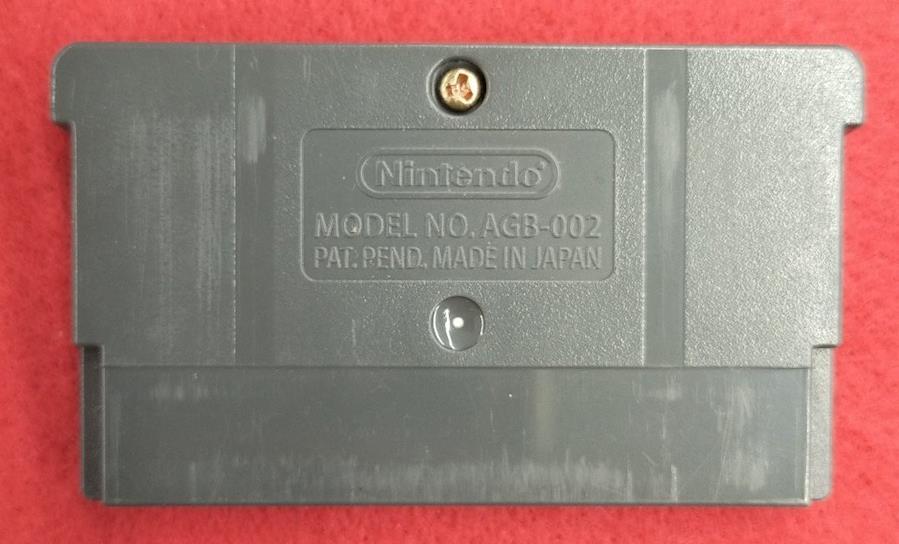 Nintendo®
MODEL NO. AGB-002
PAT. PEND. MADE IN JAPAN